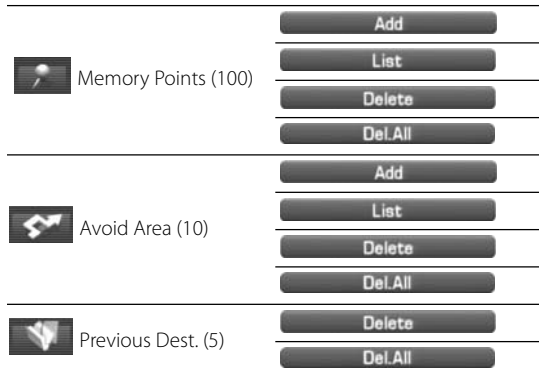 Memory Points (100)
Add
List
Delete
Del.All
Avoid Area (10)
Add
List
Delete
Del.All
Previous Dest. (5)
Delete
Del.All